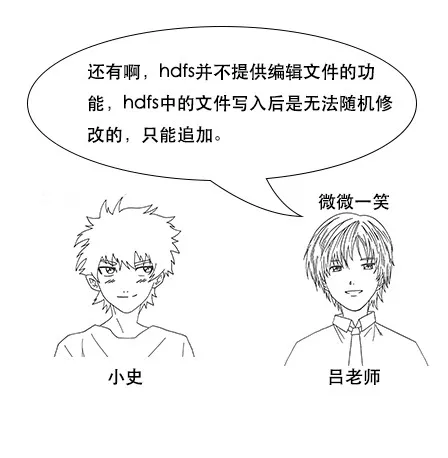 还有啊，hdfs并不提供编辑文件的功
能，hdfs中的文件写入后是无法随机修
改的，只能追加。
微微一笑
小史
吕老师